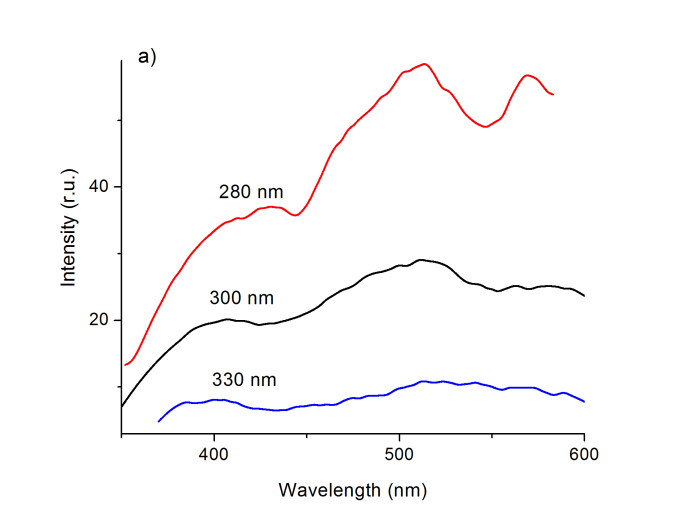 a)
Intensity (r.u.)
40
20
280 nm
300 nm
330 nm
400
500
600
Wavelength (nm)